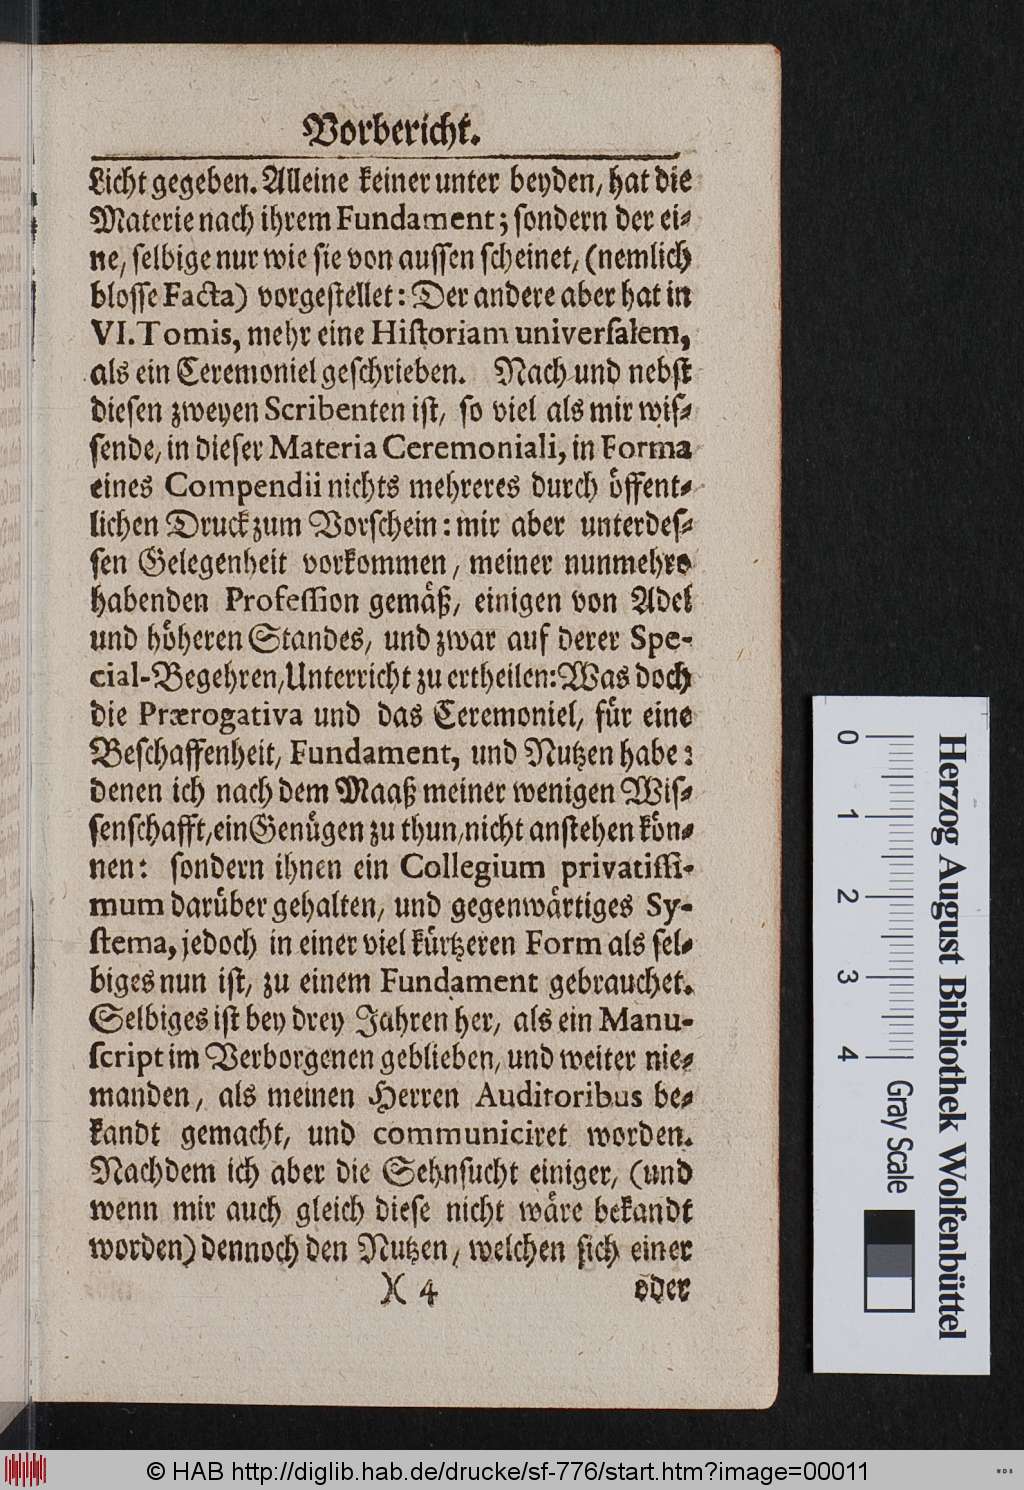 Vorbericht.
Licht gegeben. Alleine keiner unter beyden, hat die
Materie nach ihrem Fundament; sondern der ei-
ne, selbige nur wie sie von aussen scheinet, (nemlich
blosse Facta) vorgestellet: Der andere aber hat in
VI. Tomis, mehr eine Historiam universalem,
als ein Ceremoniel geschrieben. Nach und nebst
diesen zweyen Scribenten ist, so viel als mir wis-
sende, in dieser Materia Ceremoniali, in Forma
eines Compendii nichts mehreres durch öffent-
lichen Druck zum Vorschein: mir aber unterdes-
sen Gelegenheit vorkommen, meiner nunmehro
habenden Profession gemäß, einigen von Adel
und höheren Standes, und zwar auf derer Spe-
cial-Begehren, Unterricht zu ertheilen: Was doch
die Prærogativa und das Ceremoniel, für eine
Beschaffenheit, Fundament, und Nutzen habe:
denen ich nach dem Maaß meiner wenigen Wis-
senschafft, ein Genügen zu thun, nicht anstehen kön-
nen: sondern ihnen ein Collegium privatissi-
mum darüber gehalten, und gegenwärtiges Sy-
stema, jedoch in einer viel kürtzeren Form als sel-
biges nun ist, zu einem Fundament gebrauchet.
Selbiges ist bey drey Jahren her, als ein Manu-
script im Verborgenen geblieben, und weiter nie-
manden, als meinen Herren Auditoribus be-
kandt gemacht, und communiciret worden.
Nachdem ich aber die Sehnsucht einiger, (und
wenn mir auch gleich diese nicht wäre bekandt
worden) dennoch den Nutzen, welchen sich einer
)( 4 oder
0 1 2 3 4 Gray Scale
Herzog August Bibliothek Wolfenbüttel
© HAB http://diglib.hab.de/drucke/sf-776/start.htm?image=00011